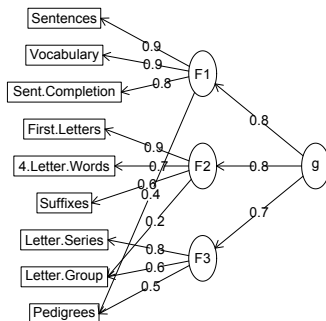 Sentences
Vocabulary
Sent.Completion
First.Letters
4.Letter.Words
Suffixes
Letter.Series
Letter.Group
Pedigrees
0.9
0.9
0.8
0.9
0.7
0.6
0.4
0.2
0.8
0.6
0.5
F1
F2
F3
0.8
0.8
0.7
g